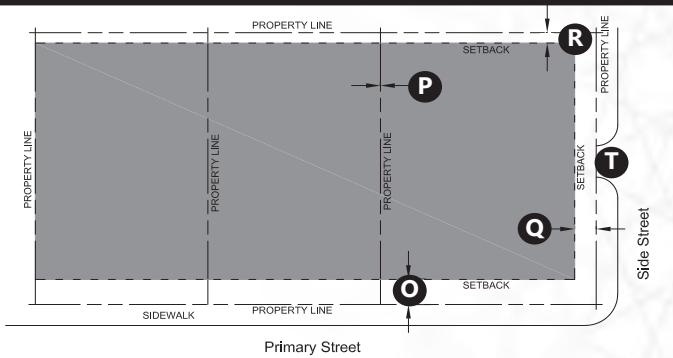 PROPERTY LINE
R
PROPERTY LINE
SETBACK
P
PROPERTY LINE
PROPERTY LINE
PROPERTY LINE
SETBACK
T
Q
Side Street
O
SETBACK
SIDEWALK
PROPERTY LINE
Primary Street